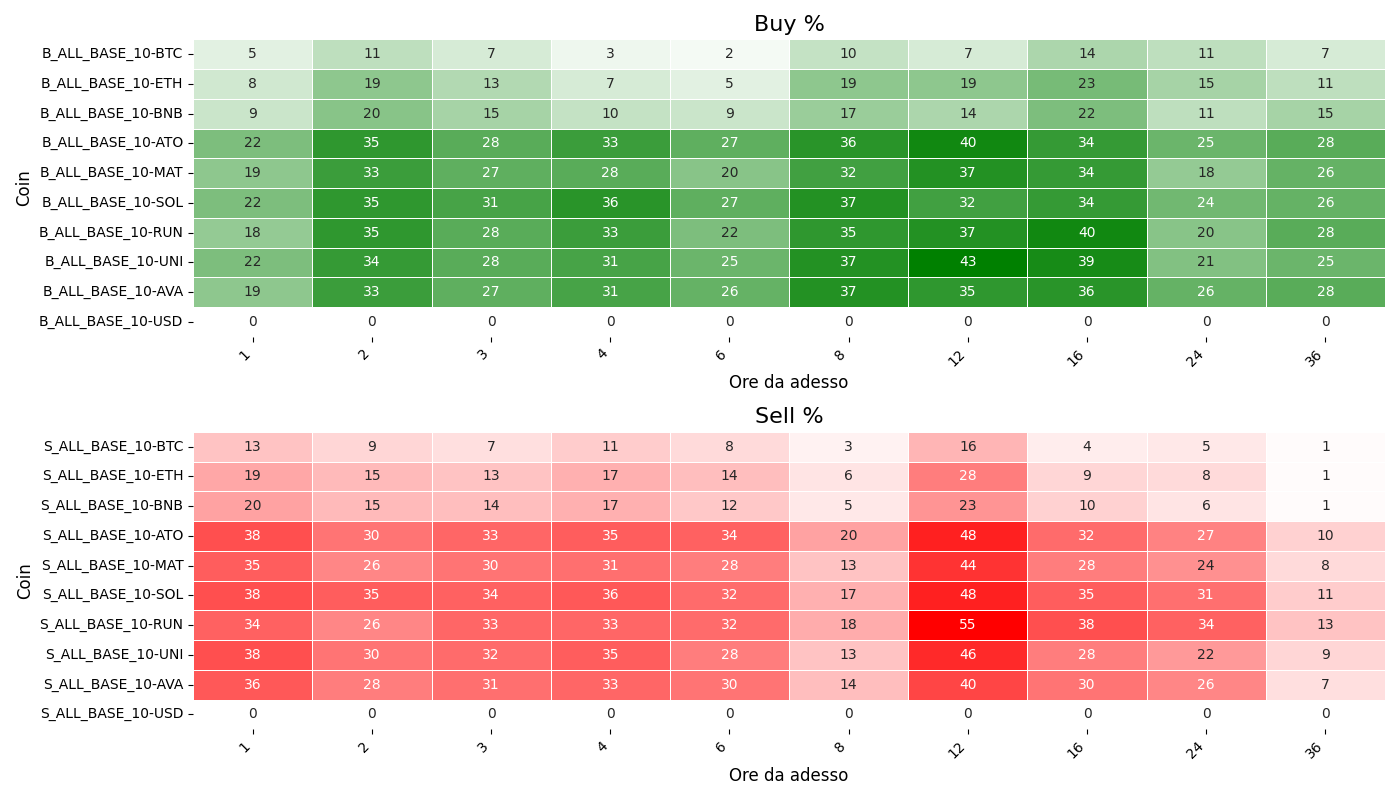 Buy %
Coin
B_ALL_BASE_10-BTC 5 11 7 3 2 10 7 14 11 7
B_ALL_BASE_10-ETH 8 19 13 7 5 19 19 23 15 11
B_ALL_BASE_10-BNB 9 20 15 10 9 17 14 22 11 15
B_ALL_BASE_10-ATO 22 35 28 33 27 36 40 34 25 28
B_ALL_BASE_10-MAT 19 33 27 28 20 32 37 34 18 26
B_ALL_BASE_10-SOL 22 35 31 36 27 37 32 34 24 26
B_ALL_BASE_10-RUN 18 35 28 33 22 35 37 40 20 28
B_ALL_BASE_10-UNI 22 34 28 31 25 37 43 39 21 25
B_ALL_BASE_10-AVA 19 33 27 31 26 37 35 36 26 28
B_ALL_BASE_10-USD 0 0 0 0 0 0 0 0 0 0
1 2 3 4 6 8 12 16 24 36
Ore da adesso
Sell %
Coin
S_ALL_BASE_10-BTC 13 9 7 11 8 3 16 4 5 1
S_ALL_BASE_10-ETH 19 15 13 17 14 6 28 9 8 1
S_ALL_BASE_10-BNB 20 15 14 17 12 5 23 10 6 1
S_ALL_BASE_10-ATO 38 30 33 35 34 20 48 32 27 10
S_ALL_BASE_10-MAT 35 26 30 31 28 13 44 28 24 8
S_ALL_BASE_10-SOL 38 35 34 36 32 17 48 35 31 11
S_ALL_BASE_10-RUN 34 26 33 33 32 18 55 38 34 13
S_ALL_BASE_10-UNI 38 30 32 35 28 13 46 28 22 9
S_ALL_BASE_10-AVA 36 28 31 33 30 14 40 30 26 7
S_ALL_BASE_10-USD 0 0 0 0 0 0 0 0 0 0
1 2 3 4 6 8 12 16 24 36
Ore da adesso